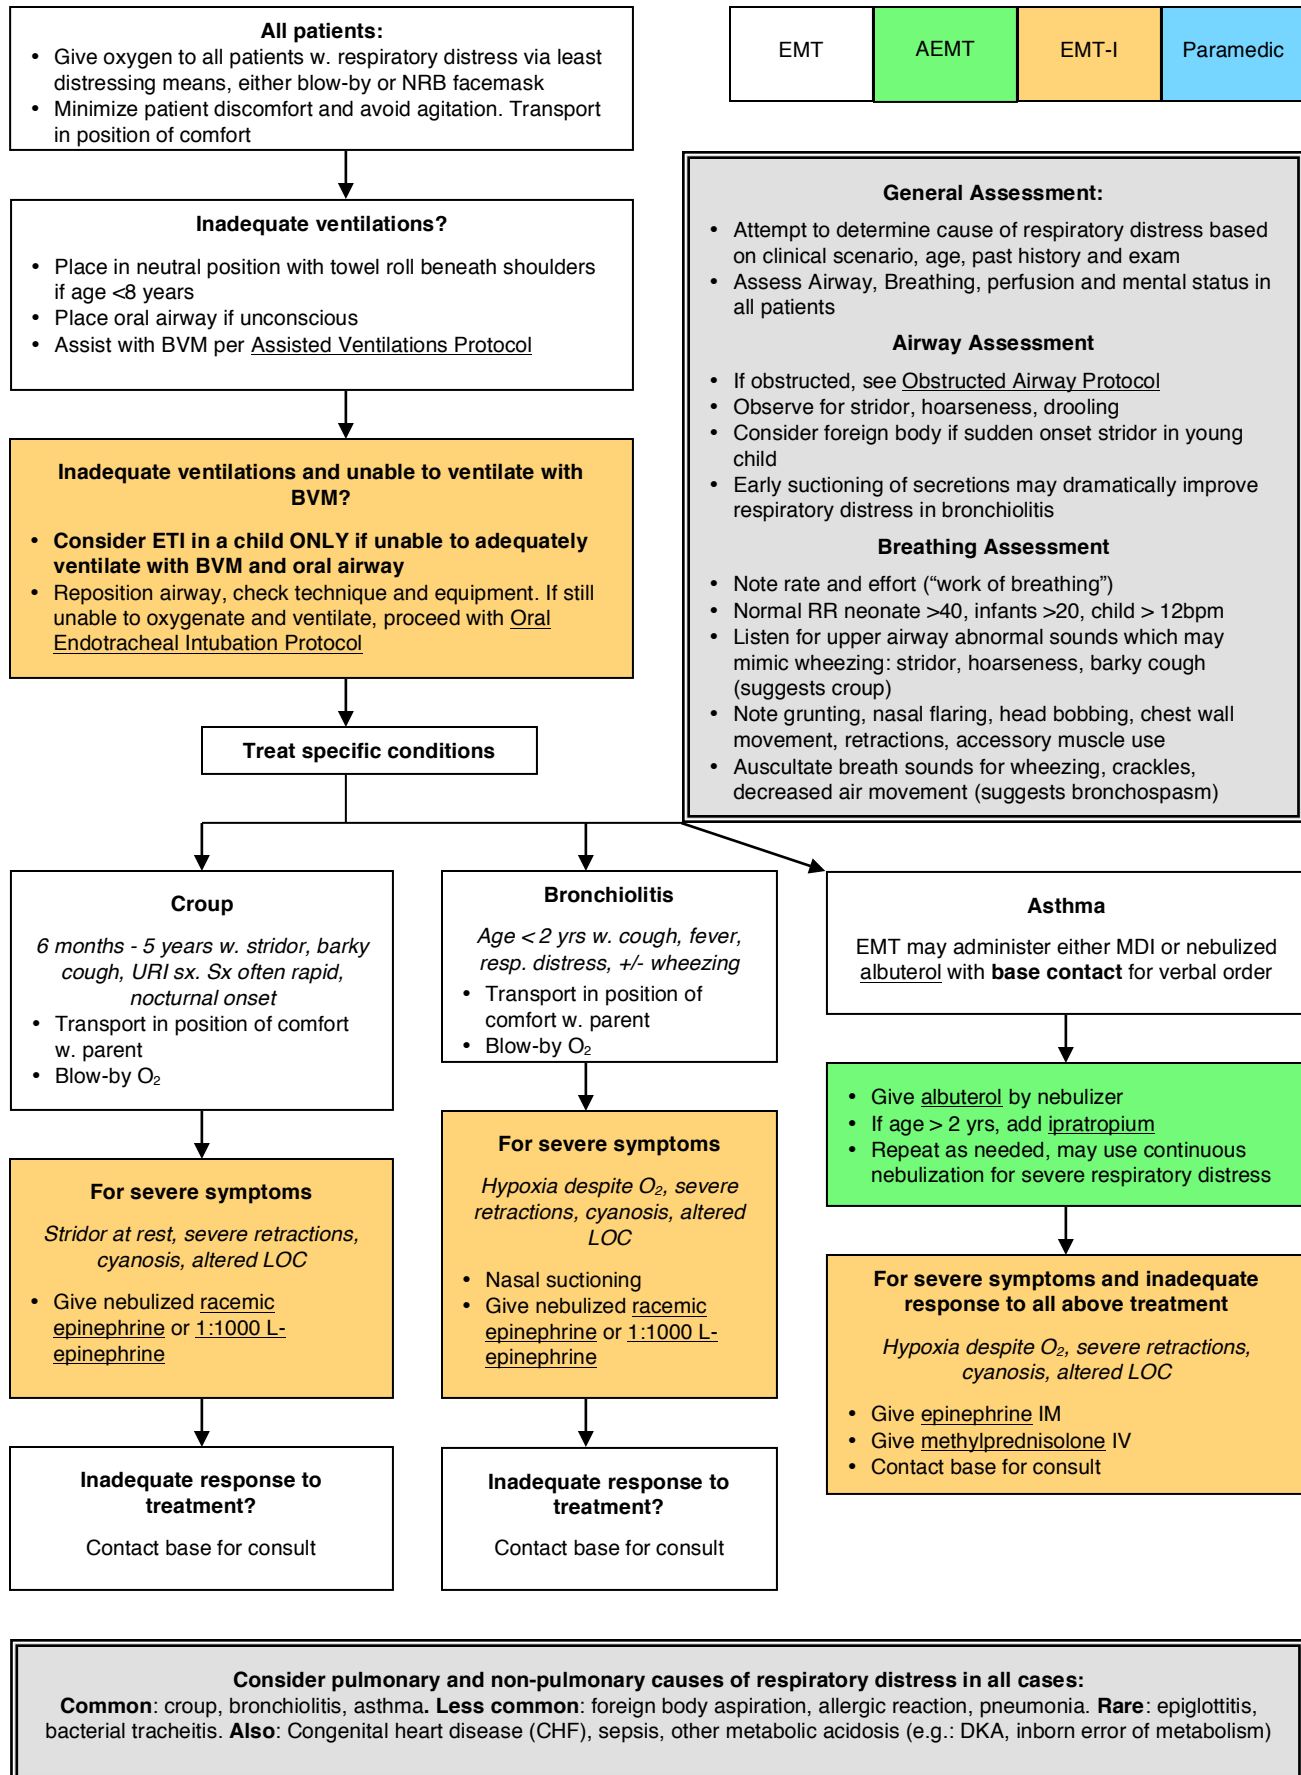 All patients:
• Give oxygen to all patients w. respiratory distress via least
distressing means, either blow-by or NRB facemask
• Minimize patient discomfort and avoid agitation. Transport
in position of comfort
EMT
AEMT
EMT-I
Paramedic
Inadequate ventilations?
• Place in neutral position with towel roll beneath shoulders
if age <8 years
• Place oral airway if unconscious
• Assist with BVM per Assisted Ventilations Protocol
Inadequate ventilations and unable to ventilate with
BVM?
• Consider ETI in a child ONLY if unable to adequately
ventilate with BVM and oral airway
• Reposition airway, check technique and equipment. If still
unable to oxygenate and ventilate, proceed with Oral
Endotracheal Intubation Protocol
Treat specific conditions
General Assessment:
• Attempt to determine cause of respiratory distress based
on clinical scenario, age, past history and exam
• Assess Airway, Breathing, perfusion and mental status in
all patients
Airway Assessment
• If obstructed, see Obstructed Airway Protocol
• Observe for stridor, hoarseness, drooling
• Consider foreign body if sudden onset stridor in young
child
• Early suctioning of secretions may dramatically improve
respiratory distress in bronchiolitis
Breathing Assessment
• Note rate and effort (“work of breathing”)
• Normal RR neonate >40, infants >20, child > 12bpm
• Listen for upper airway abnormal sounds which may
mimic wheezing: stridor, hoarseness, barky cough
(suggests croup)
• Note grunting, nasal flaring, head bobbing, chest wall
movement, retractions, accessory muscle use
• Auscultate breath sounds for wheezing, crackles,
decreased air movement (suggests bronchospasm)
Croup
6 months - 5 years w. stridor, barky
cough, URI sx. Sx often rapid,
nocturnal onset
• Transport in position of comfort
w. parent
• Blow-by O₂
For severe symptoms
Stridor at rest, severe retractions,
cyanosis, altered LOC
• Give nebulized racemic
epinephrine or 1:1000 L-
epinephrine
Inadequate response to
treatment?
Contact base for consult
Bronchiolitis
Age < 2 yrs w. cough, fever,
resp. distress, +/- wheezing
• Transport in position of
comfort w. parent
• Blow-by O₂
For severe symptoms
Hypoxia despite O₂, severe
retractions, cyanosis, altered
LOC
• Nasal suctioning
• Give nebulized racemic
epinephrine or 1:1000 L-
epinephrine
Inadequate response to
treatment?
Contact base for consult
Asthma
EMT may administer either MDI or nebulized
albuterol with base contact for verbal order
• Give albuterol by nebulizer
• If age > 2 yrs, add ipratropium
• Repeat as needed, may use continuous
nebulization for severe respiratory distress
For severe symptoms and inadequate
response to all above treatment
Hypoxia despite O₂, severe retractions,
cyanosis, altered LOC
• Give epinephrine IM
• Give methylprednisolone IV
• Contact base for consult
Consider pulmonary and non-pulmonary causes of respiratory distress in all cases:
Common: croup, bronchiolitis, asthma. Less common: foreign body aspiration, allergic reaction, pneumonia. Rare: epiglottitis,
bacterial tracheitis. Also: Congenital heart disease (CHF), sepsis, other metabolic acidosis (e.g.: DKA, inborn error of metabolism)